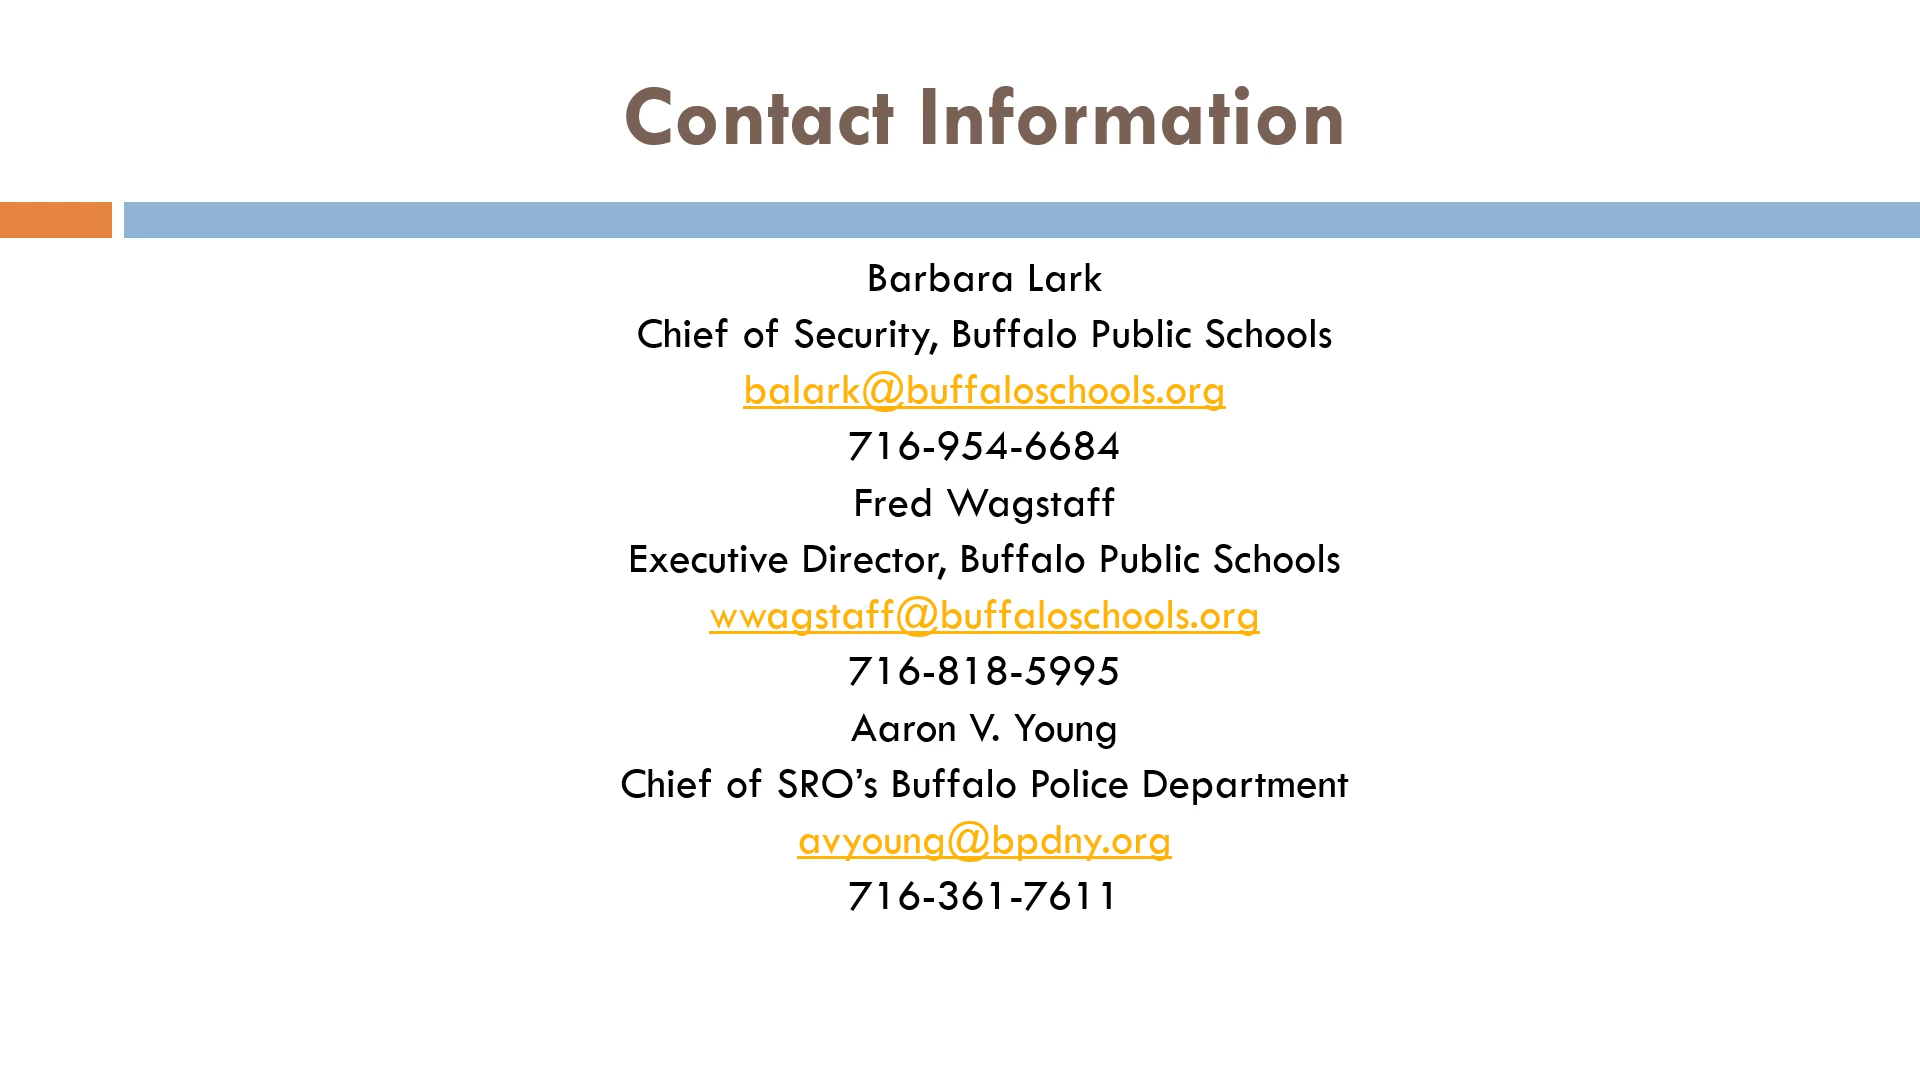 Contact Information
Barbara Lark
Chief of Security, Buffalo Public Schools
balark@buffaloschools.org
716-954-6684
Fred Wagstaff
Executive Director, Buffalo Public Schools
wwagstaff@buffaloschools.org
716-818-5995
Aaron V. Young
Chief of SRO’s Buffalo Police Department
avyoung@bpdny.org
716-361-7611